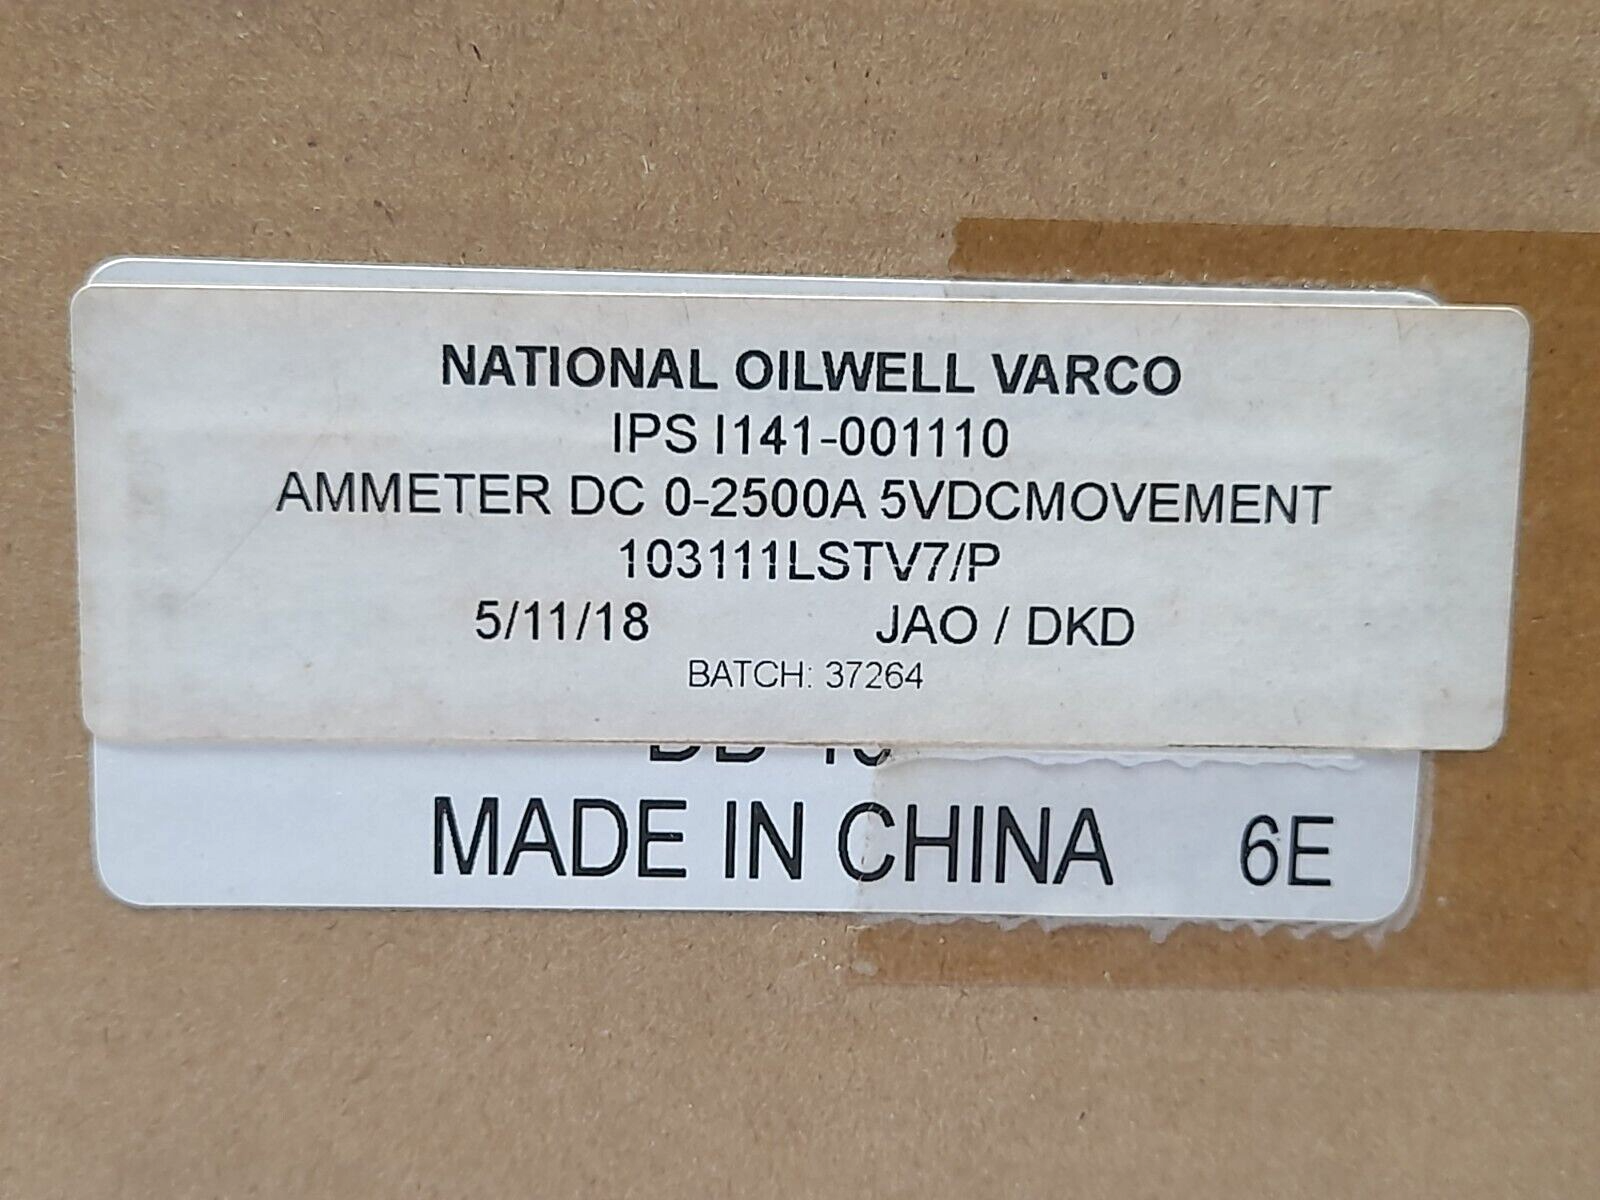 NATIONAL OILWELL VARCO
IPS I141-001110
AMMETER DC 0-2500A 5VDCMOVEMENT
103111LSTV7/P
5/11/18 JAO / DKD
BATCH: 37264
MADE IN CHINA 6E